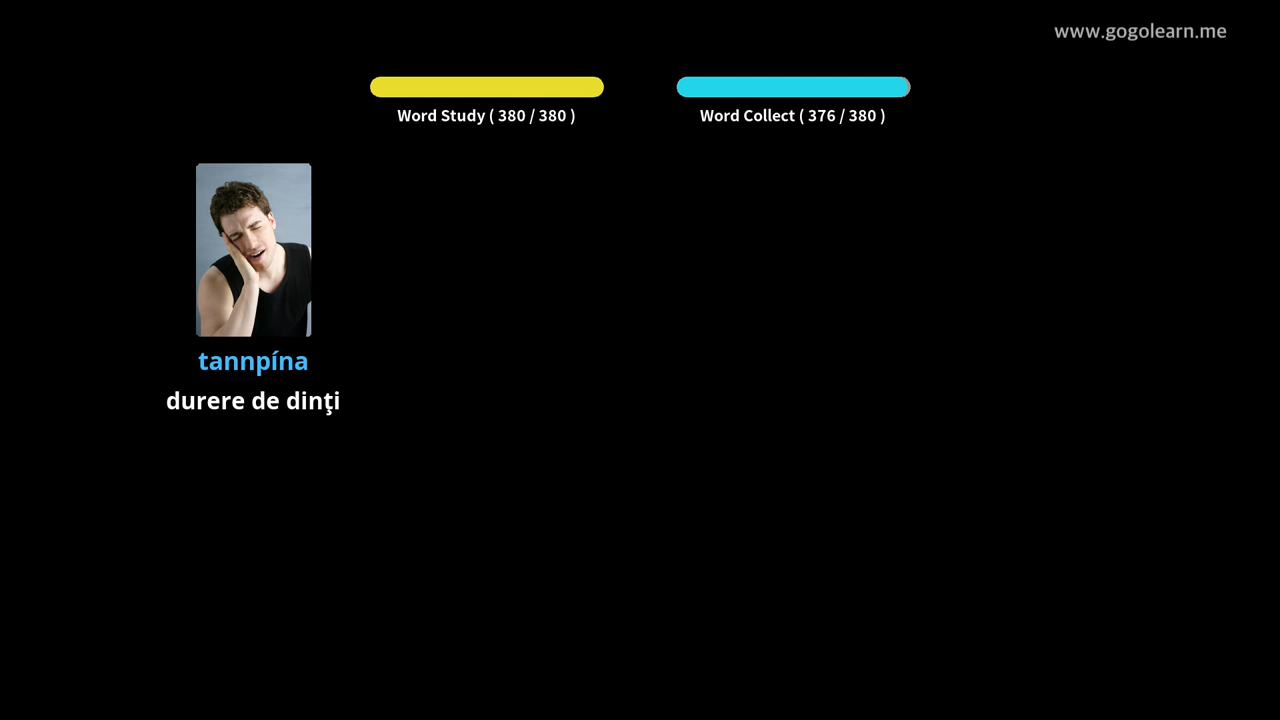 www.gogolearn.me
Word Study ( 380 / 380 )
Word Collect ( 376 / 380 )
tannpína
durere de dinţi